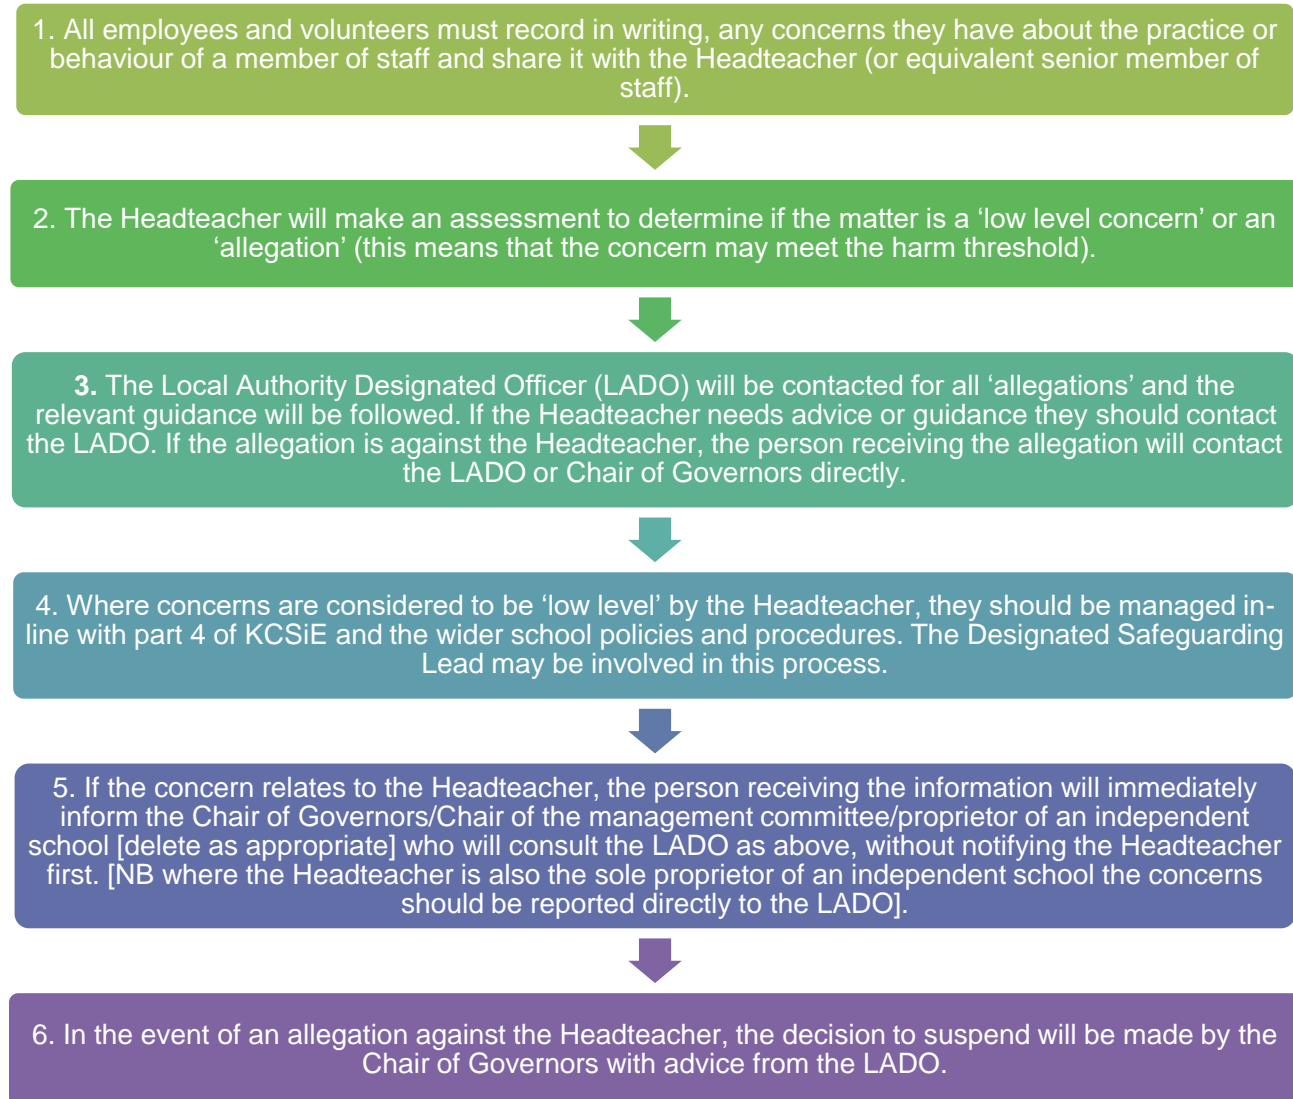 1. All employees and volunteers must record in writing, any concerns they have about the practice or
behaviour of a member of staff and share it with the Headteacher (or equivalent senior member of
staff).
2. The Headteacher will make an assessment to determine if the matter is a ‘low level concern’ or an
‘allegation’ (this means that the concern may meet the harm threshold).
3. The Local Authority Designated Officer (LADO) will be contacted for all ‘allegations’ and the
relevant guidance will be followed. If the Headteacher needs advice or guidance they should contact
the LADO. If the allegation is against the Headteacher, the person receiving the allegation will contact
the LADO or Chair of Governors directly.
4. Where concerns are considered to be ‘low level’ by the Headteacher, they should be managed in-
line with part 4 of KCSiE and the wider school policies and procedures. The Designated Safeguarding
Lead may be involved in this process.
5. If the concern relates to the Headteacher, the person receiving the information will immediately
inform the Chair of Governors/Chair of the management committee/proprietor of an independent
school [delete as appropriate] who will consult the LADO as above, without notifying the Headteacher
first. [NB where the Headteacher is also the sole proprietor of an independent school the concerns
should be reported directly to the LADO].
6. In the event of an allegation against the Headteacher, the decision to suspend will be made by the
Chair of Governors with advice from the LADO.